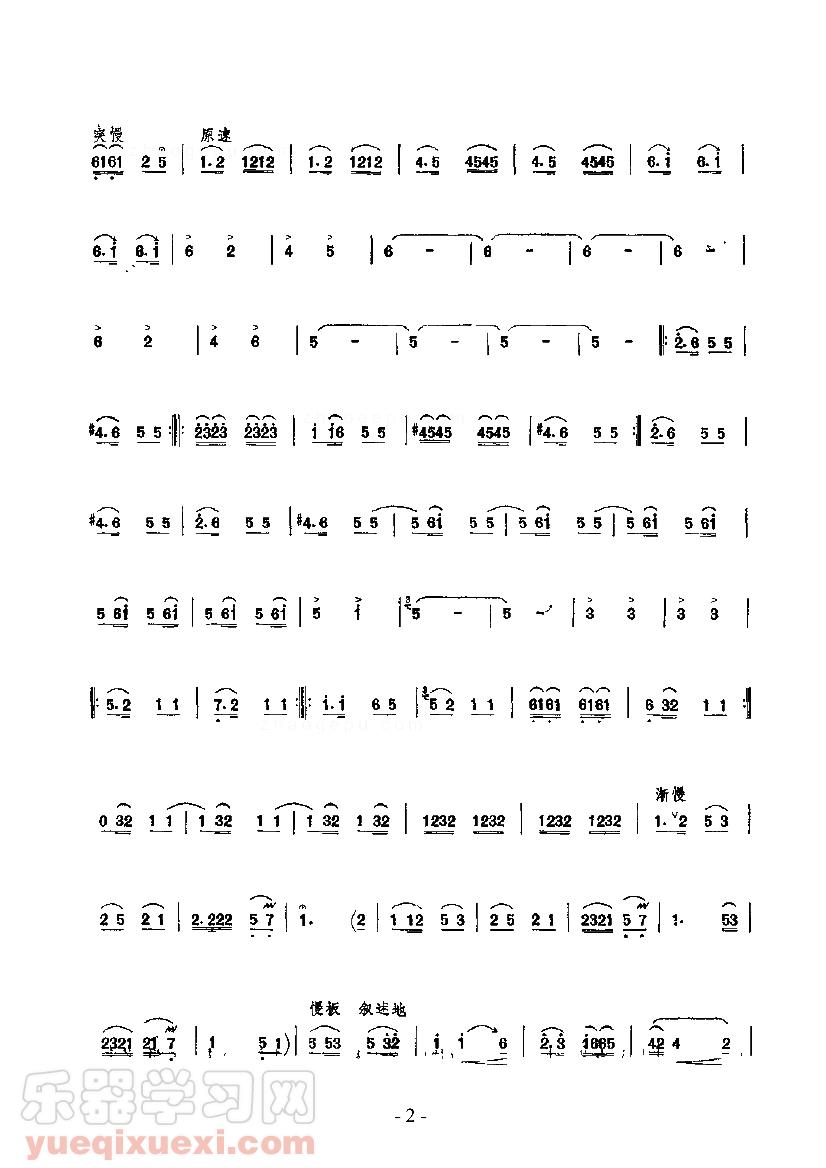 突慢 原速
6161 2 5 | 1·2 1212 | 1·2 1212 | 4·5 4545 | 4·5 4545 | 6·i 6·i |
6·i 6·i | 6 2 | 4 5 | 6 - | 6 - | 6 - | 6 - |
6 2 | 4 6 | 5 - | 5 - | 5 - | 5 - ‖: 2·6 5 5 |
#4·6 5 5 :‖: 2323 2323 | i i6 5 5 | #4545 4545 | #4·6 5 5 :‖ 2·6 5 5 |
#4·6 5 5 | 2·6 5 5 | #4·6 5 5 | 5 6i 5 5 | 5 6i 5 5 | 5 6i 5 6i |
5 6i 5 6i | 5 6i 5 6i | 5 i | 5 - | 5 - | 3 3 | 3 3 |
‖: 5·2 1 1 | 7·2 1 1 :‖: i·i 6 5 | 5 2 1 1 | 6161 6161 | 6 32 1 1 :‖
渐慢
0 32 1 1 | 1 32 1 1 | 1 32 1 32 | 1232 1232 | 1232 1232 | 1· 2 5 3 |
2 5 2 1 | 2·222 5 7 | 1· (2 | 1 12 5 3 | 2 5 2 1 | 2321 5 7 | 1· 53 |
慢板 叙述地
2321 21 7 | 1 5 1) | 5 53 5 32 | i i 6 | 2·3 i665 | 42 4 2 |
乐器学习网
yueqixuexi.com
- 2 -